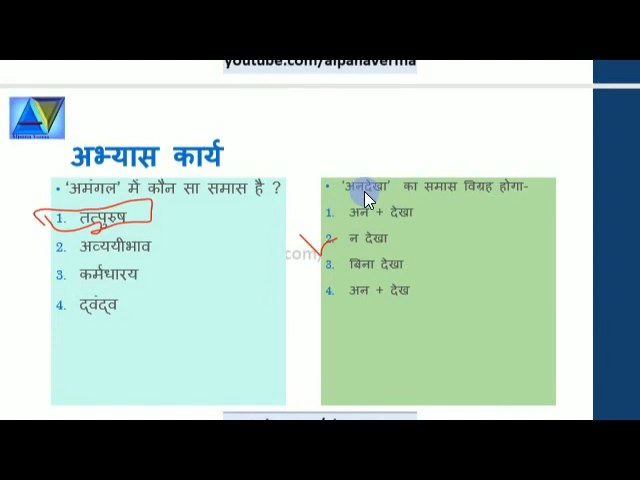 youtube.com/alpanaverma
अभ्यास कार्य
• 'अमंगल' में कौन सा समास है ?
1. तत्पुरुष
2. अव्ययीभाव
3. कर्मधारय
4. द्वंद्व
• 'अनदेखा' का समास विग्रह होगा-
1. अन + देखा
2. न देखा
3. बिना देखा
4. अन + देख